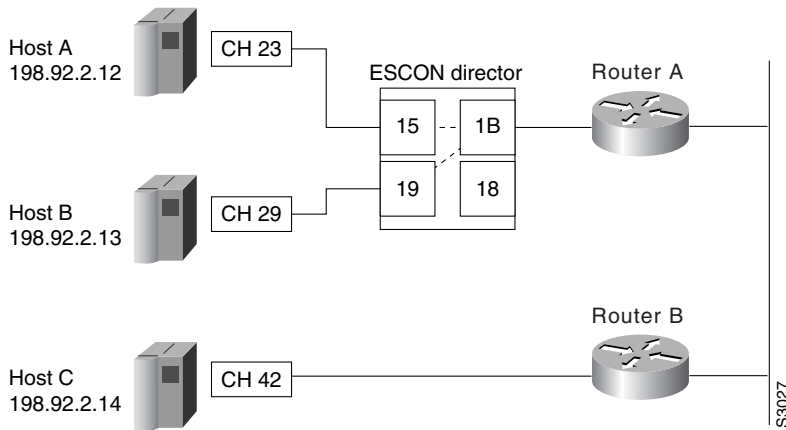 Host A
198.92.2.12
CH 23
ESCON director
15
1B
19
18
Router A
Host B
198.92.2.13
CH 29
Router B
Host C
198.92.2.14
CH 42
S3027